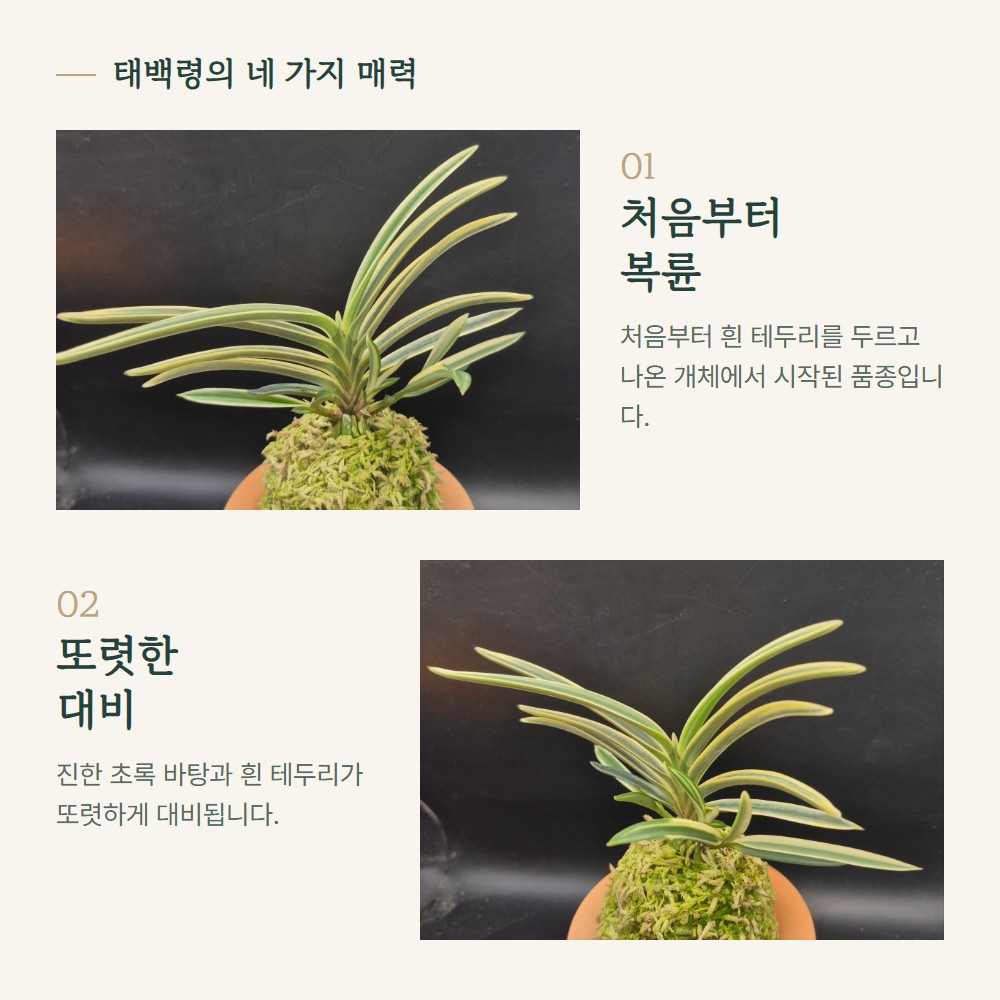 태백령의 네 가지 매력
01
처음부터
복륜
처음부터 흰 테두리를 두르고
나온 개체에서 시작된 품종입니
다.
02
또렷한
대비
진한 초록 바탕과 흰 테두리가
또렷하게 대비됩니다.